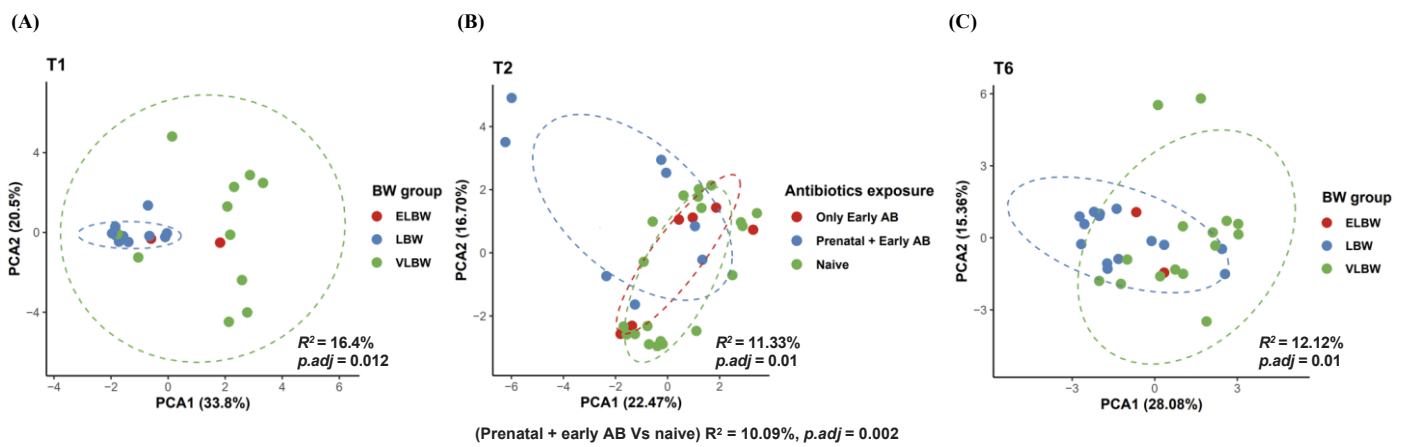 (A)
T1
PCA2 (20.5%)
4
0
−4
−4
−2
0
2
4
6
PCA1 (33.8%)
R² = 16.4%
p.adj = 0.012
BW group
ELBW
LBW
VLBW
(B)
T2
PCA2 (16.70%)
4
2
0
−2
−6
−4
−2
0
2
PCA1 (22.47%)
R² = 11.33%
p.adj = 0.01
Antibiotics exposure
Only Early AB
Prenatal + Early AB
Naive
(C)
T6
PCA2 (15.36%)
6
3
0
−3
−3
0
3
PCA1 (28.08%)
R² = 12.12%
p.adj = 0.01
BW group
ELBW
LBW
VLBW
(Prenatal + early AB Vs naive) R² = 10.09%, p.adj = 0.002